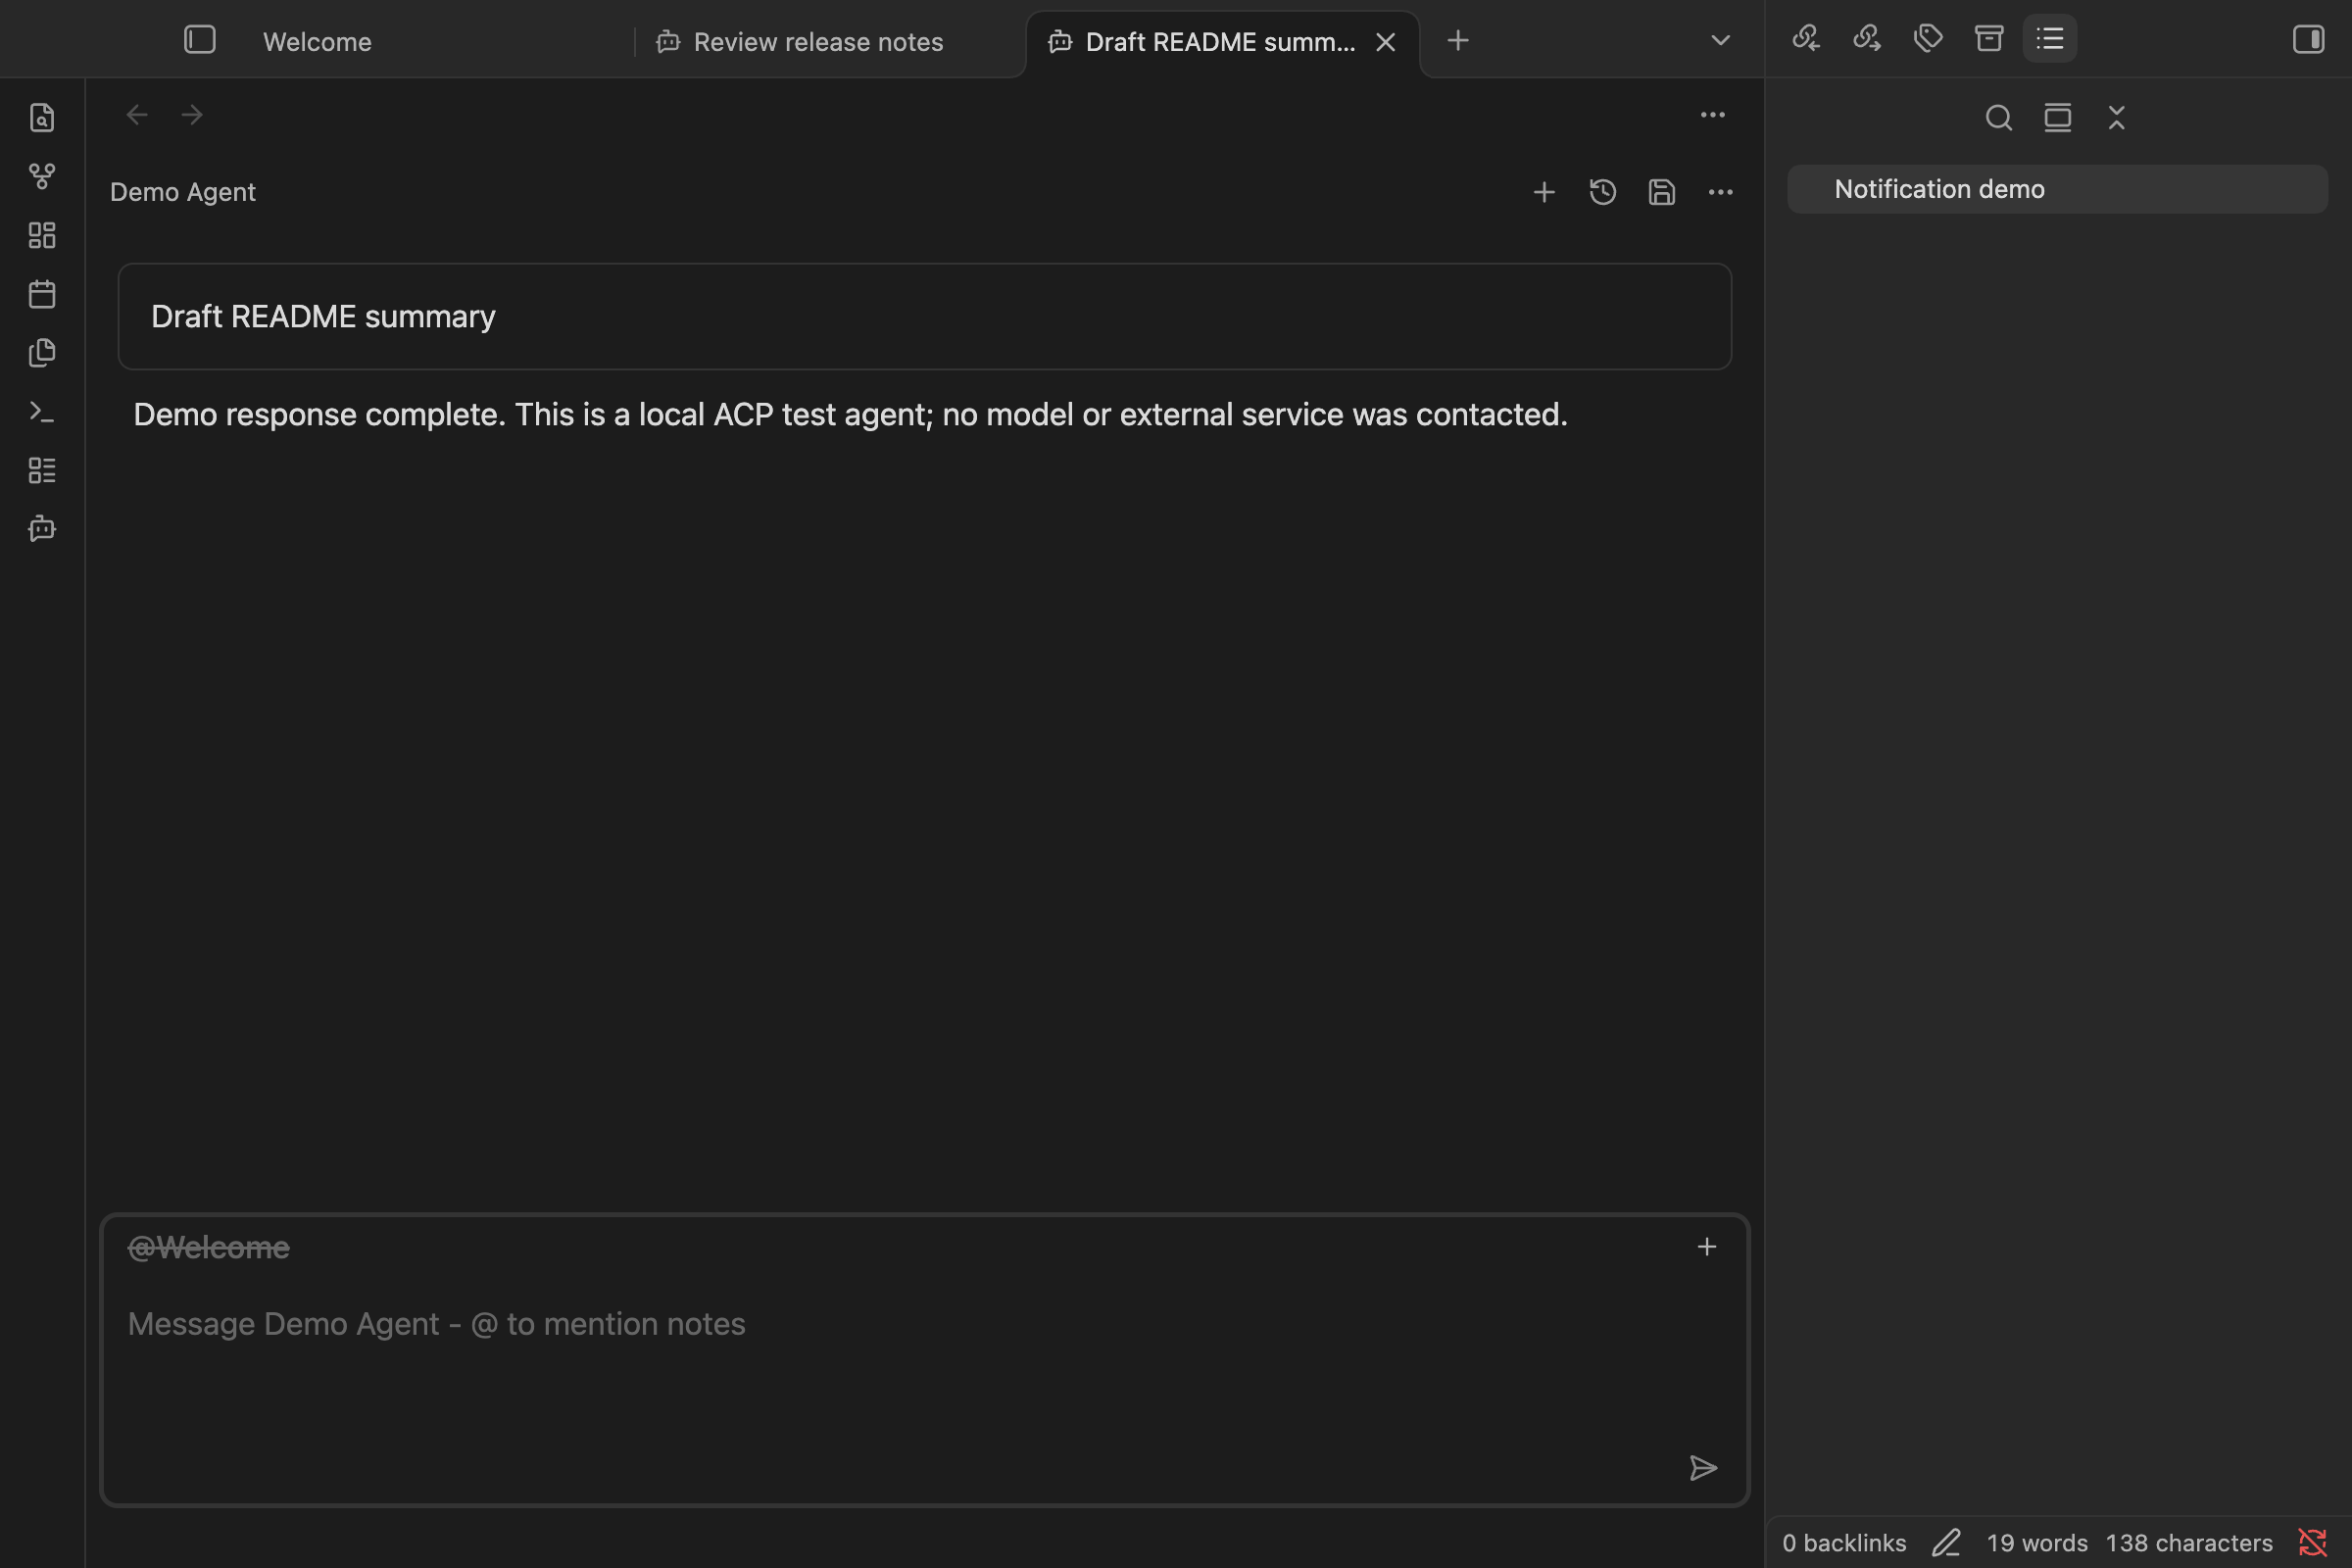 Welcome
Review release notes
Draft README summ...
Demo Agent
Notification demo
Draft README summary
Demo response complete. This is a local ACP test agent; no model or external service was contacted.
@Welcome
Message Demo Agent - @ to mention notes
0 backlinks 19 words 138 characters